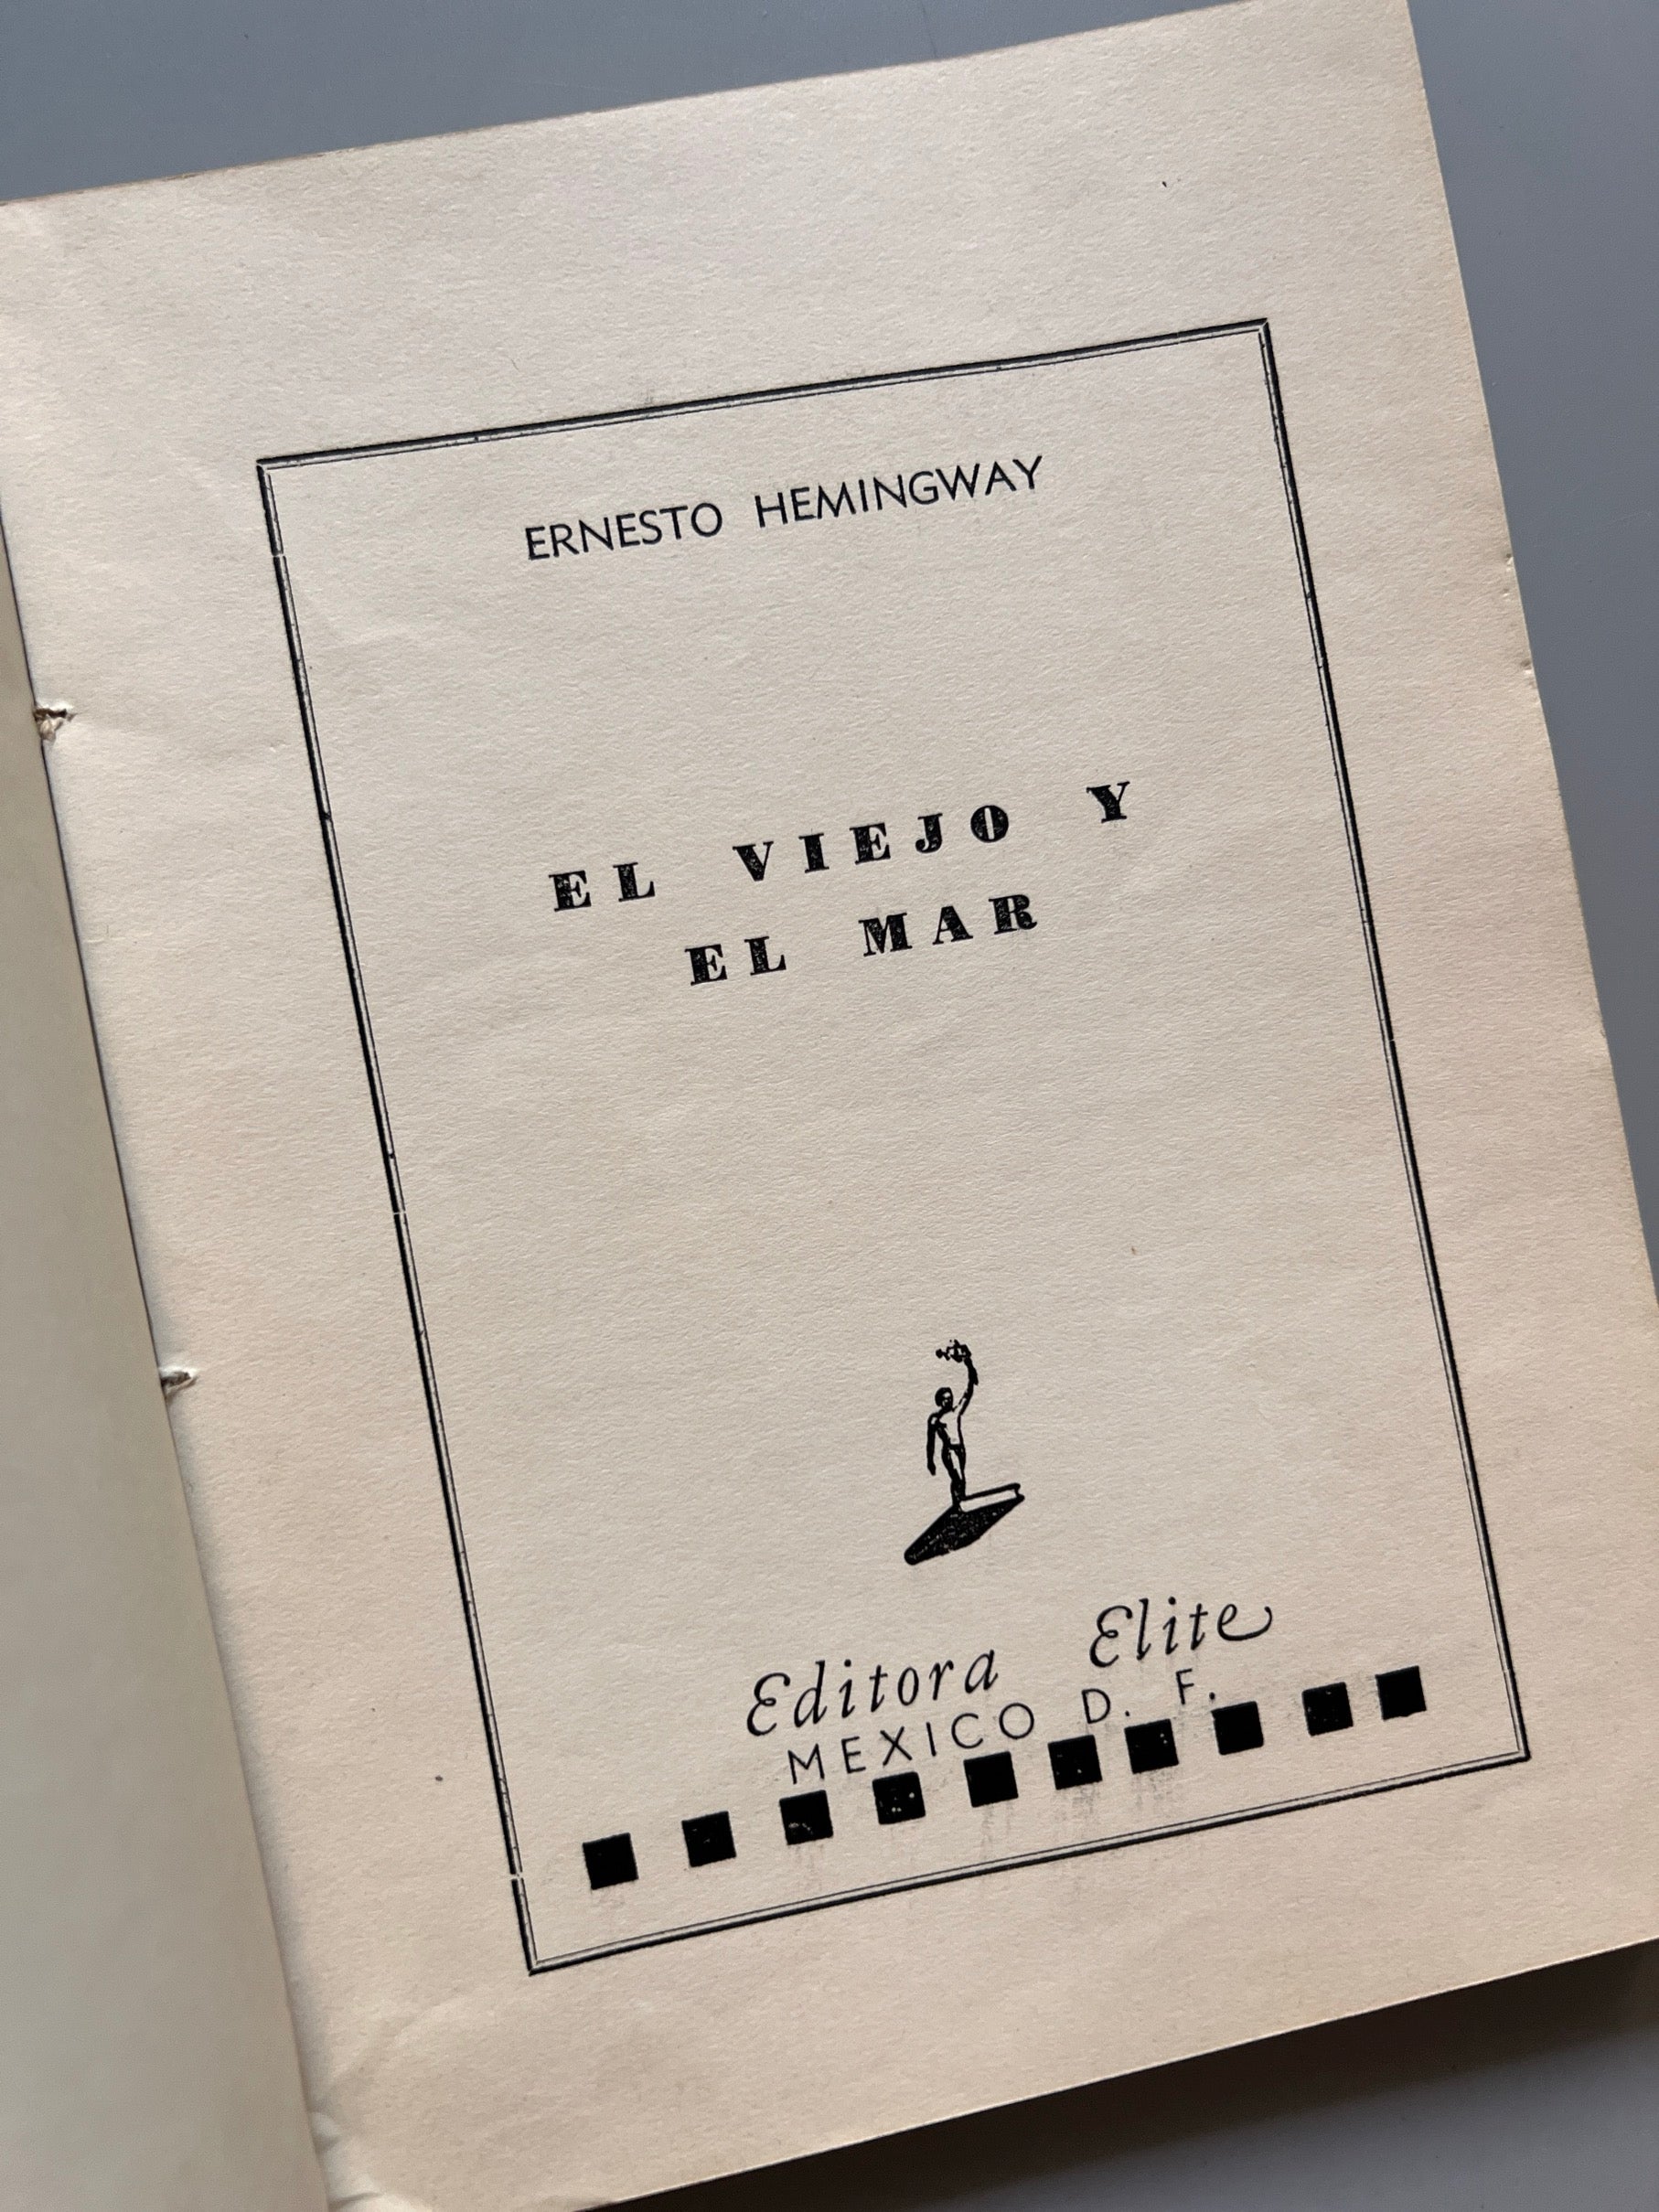 ERNESTO HEMINGWAY
EL VIEJO Y
EL MAR
Editora Elite
MEXICO D. F.